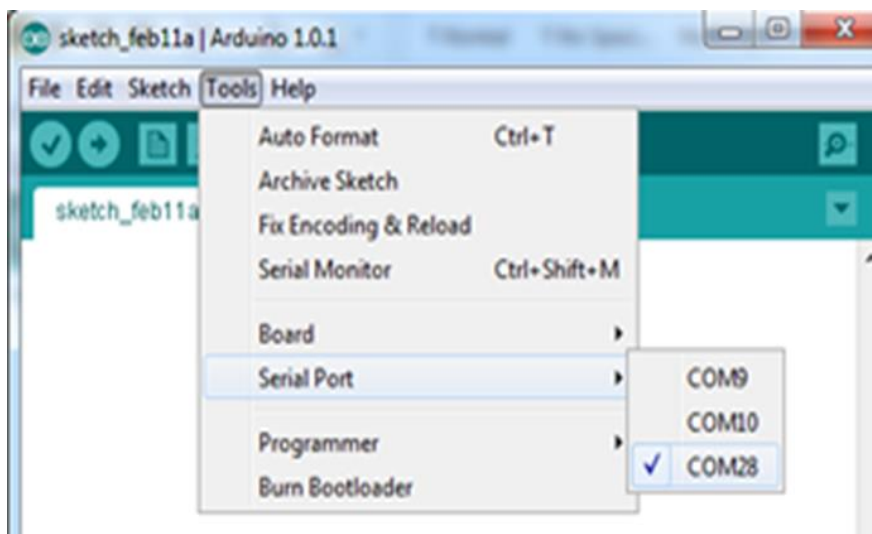 sketch_feb11a | Arduino 1.0.1
File Edit Sketch Tools Help
sketch_feb11a
Auto Format Ctrl+T
Archive Sketch
Fix Encoding & Reload
Serial Monitor Ctrl+Shift+M
Board
Serial Port
COM9
COM10
COM28
Programmer
Burn Bootloader